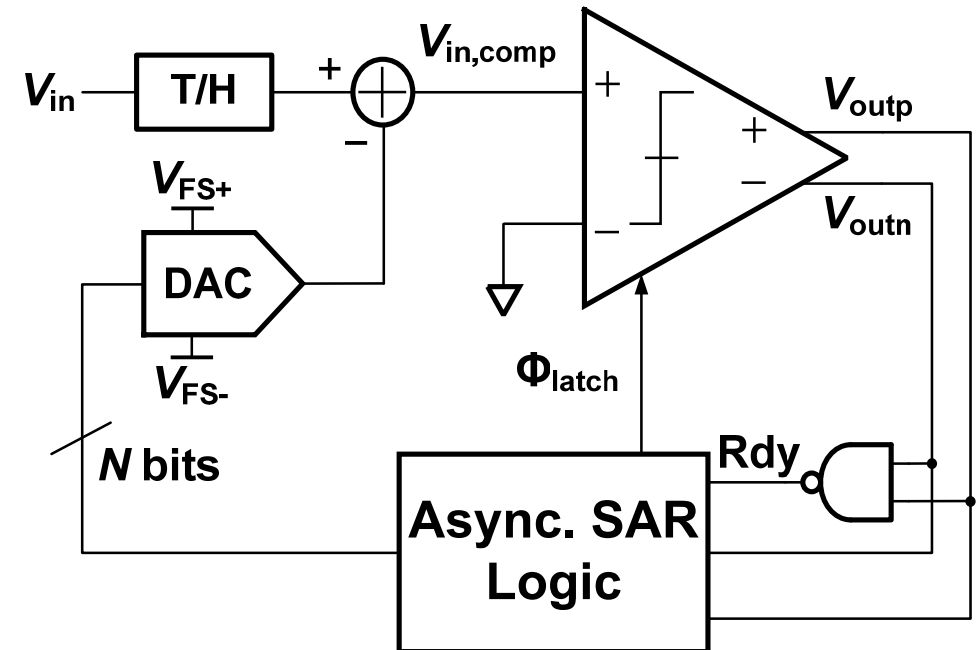 Vin
T/H
+
−
Vin,comp
+
−
+
−
Voutp
Voutn
VFS+
DAC
VFS-
Φlatch
N bits
Rdy
Async. SAR
Logic